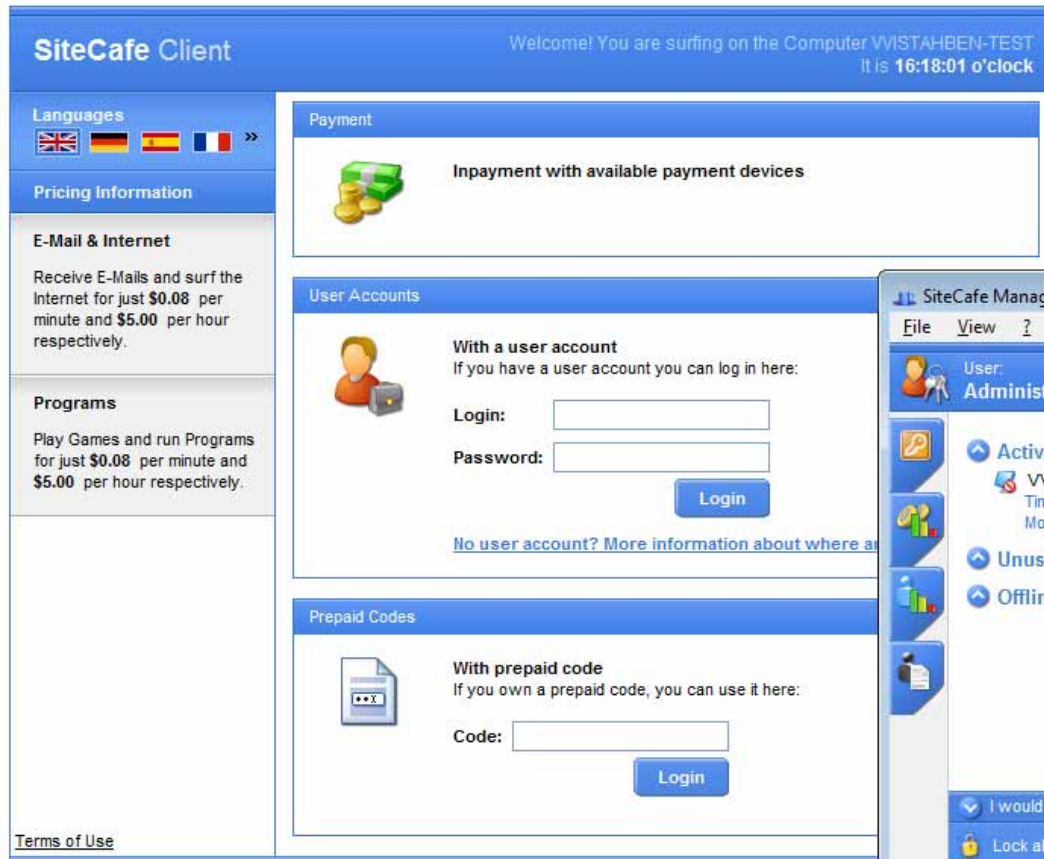 SiteCafe Client
Welcome! You are surfing on the Computer VVISTAHBEN-TEST
It is 16:18:01 o'clock
Languages
»
Pricing Information
E-Mail & Internet
Receive E-Mails and surf the
Internet for just $0.08 per
minute and $5.00 per hour
respectively.
Programs
Play Games and run Programs
for just $0.08 per minute and
$5.00 per hour respectively.
Terms of Use
Payment
Inpayment with available payment devices
User Accounts
With a user account
If you have a user account you can log in here:
Login:
Password:
Login
No user account? More information about where
Prepaid Codes
With prepaid code
If you own a prepaid code, you can use it here:
Code:
Login
SiteCafe Manag
File View ?
User:
Administ
Activ
VV
Tim
Mo
Unus
Offlin
I would
Lock al